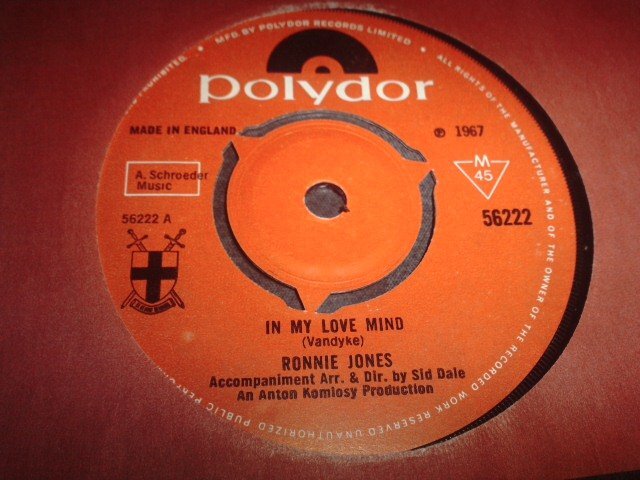 MFG. BY POLYDOR RECORDS LIMITED • ALL RIGHTS OF THE MANUFACTURER AND OF THE OWNER OF THE RECORDED WORK RESERVED UNAUTHORIZED PUBLIC
polydor
MADE IN ENGLAND
℗ 1967
A. Schroeder
Music
M
45
56222 A
56222
IN MY LOVE MIND
(Vandyke)
RONNIE JONES
Accompaniment Arr. & Dir. by Sid Dale
An Anton Komlosy Production